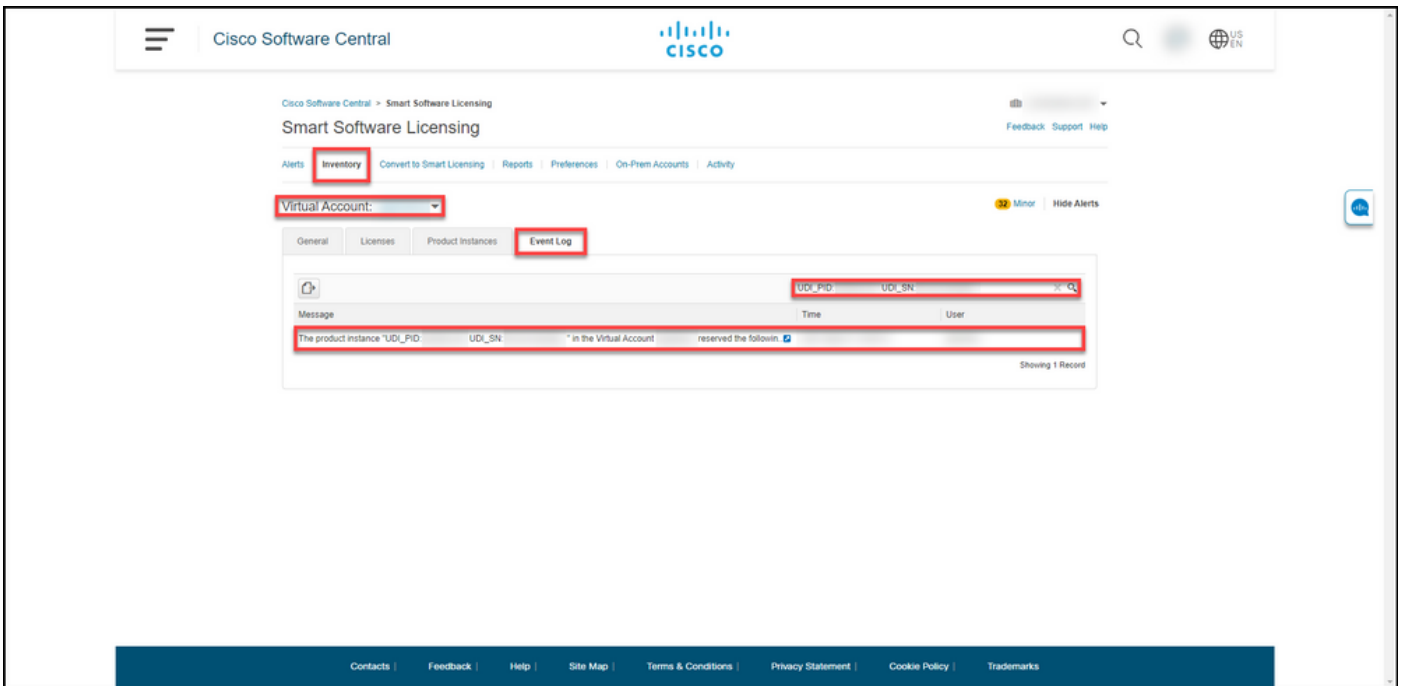 Cisco Software Central
CISCO
US
EN
Cisco Software Central > Smart Software Licensing
Smart Software Licensing
Feedback Support Help
Alerts Inventory Convert to Smart Licensing | Reports | Preferences | On-Prem Accounts | Activity
Virtual Account:
32 Minor | Hide Alerts
General Licenses Product Instances Event Log
UDI_PID: UDI_SN:
Message Time User
The product instance "UDI_PID: UDI_SN: " in the Virtual Account reserved the followin..
Showing 1 Record
Contacts | Feedback | Help | Site Map | Terms & Conditions | Privacy Statement | Cookie Policy | Trademarks